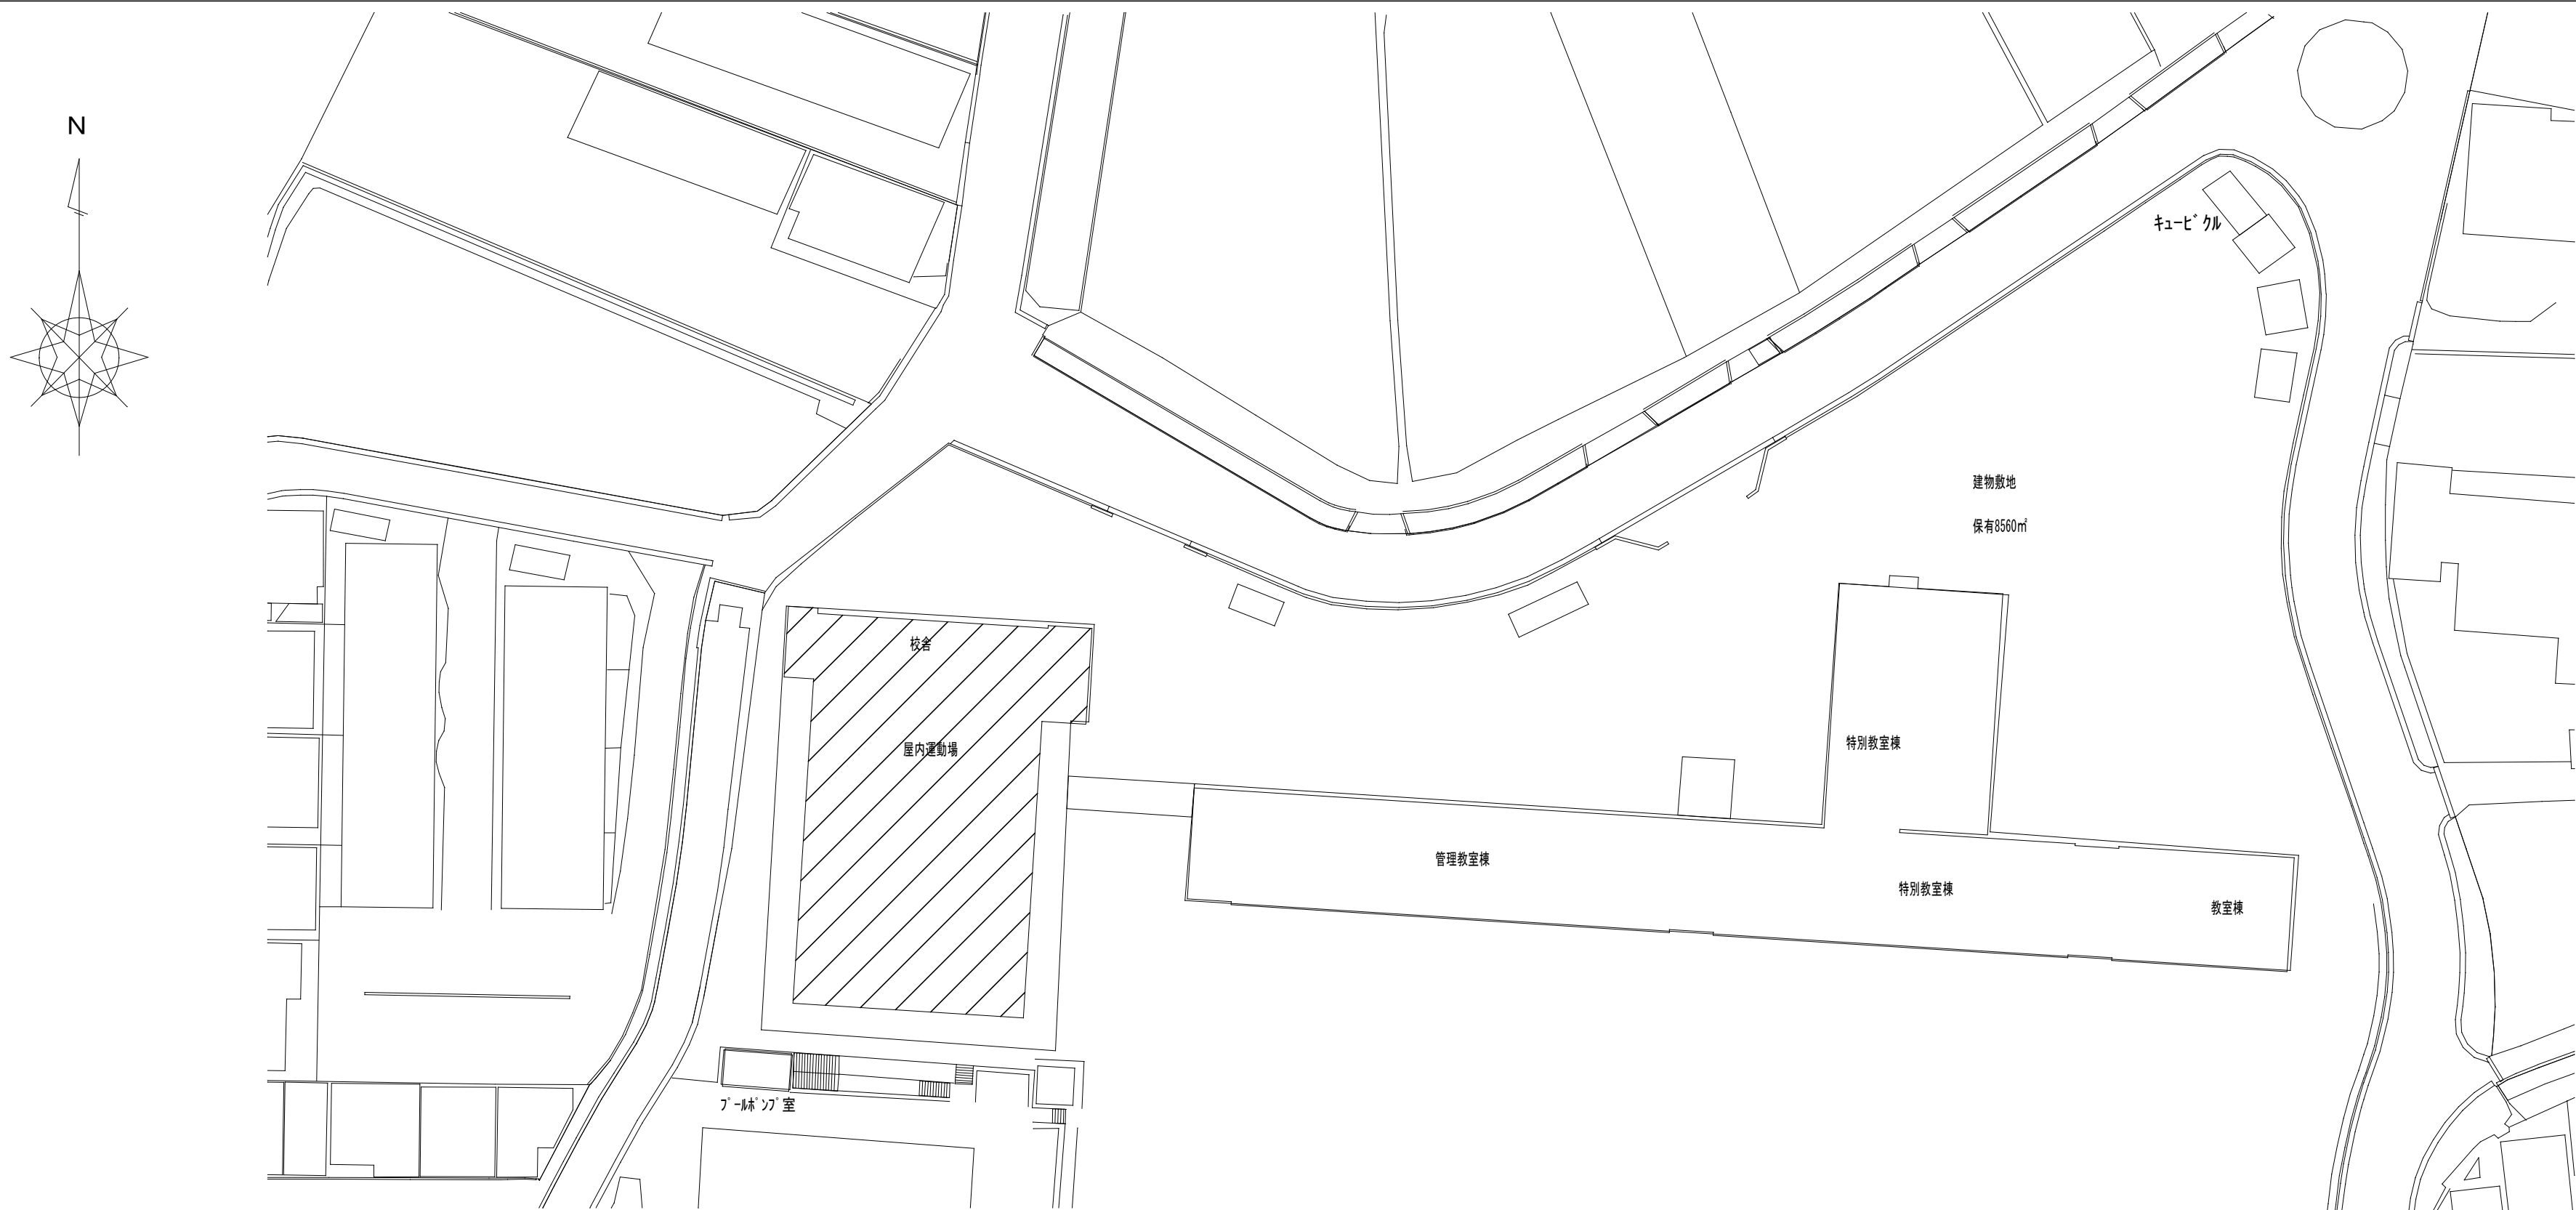 N
キュービクル
建物敷地
保有8560㎡
校舎
屋内運動場
特別教室棟
管理教室棟
特別教室棟
教室棟
プールポンプ室